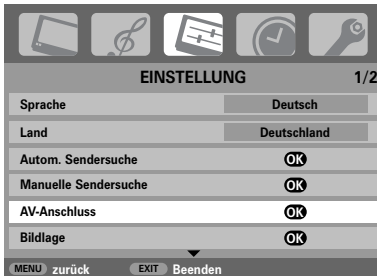 EINSTELLUNG 1/2
Sprache Deutsch
Land Deutschland
Autom. Sendersuche OK
Manuelle Sendersuche OK
AV-Anschluss OK
Bildlage OK
MENU zurück EXIT Beenden